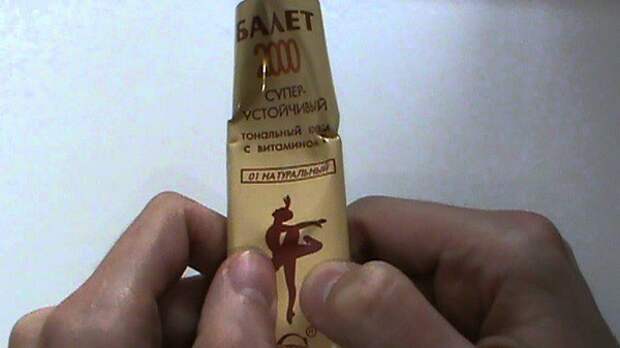 БАЛЕТ
2000
СУПЕР-
УСТОЙЧИВЫЙ
ТОНАЛЬНЫЙ
С ВИТАМИНОМ
01 НАТУРАЛЬНЫЙ
®